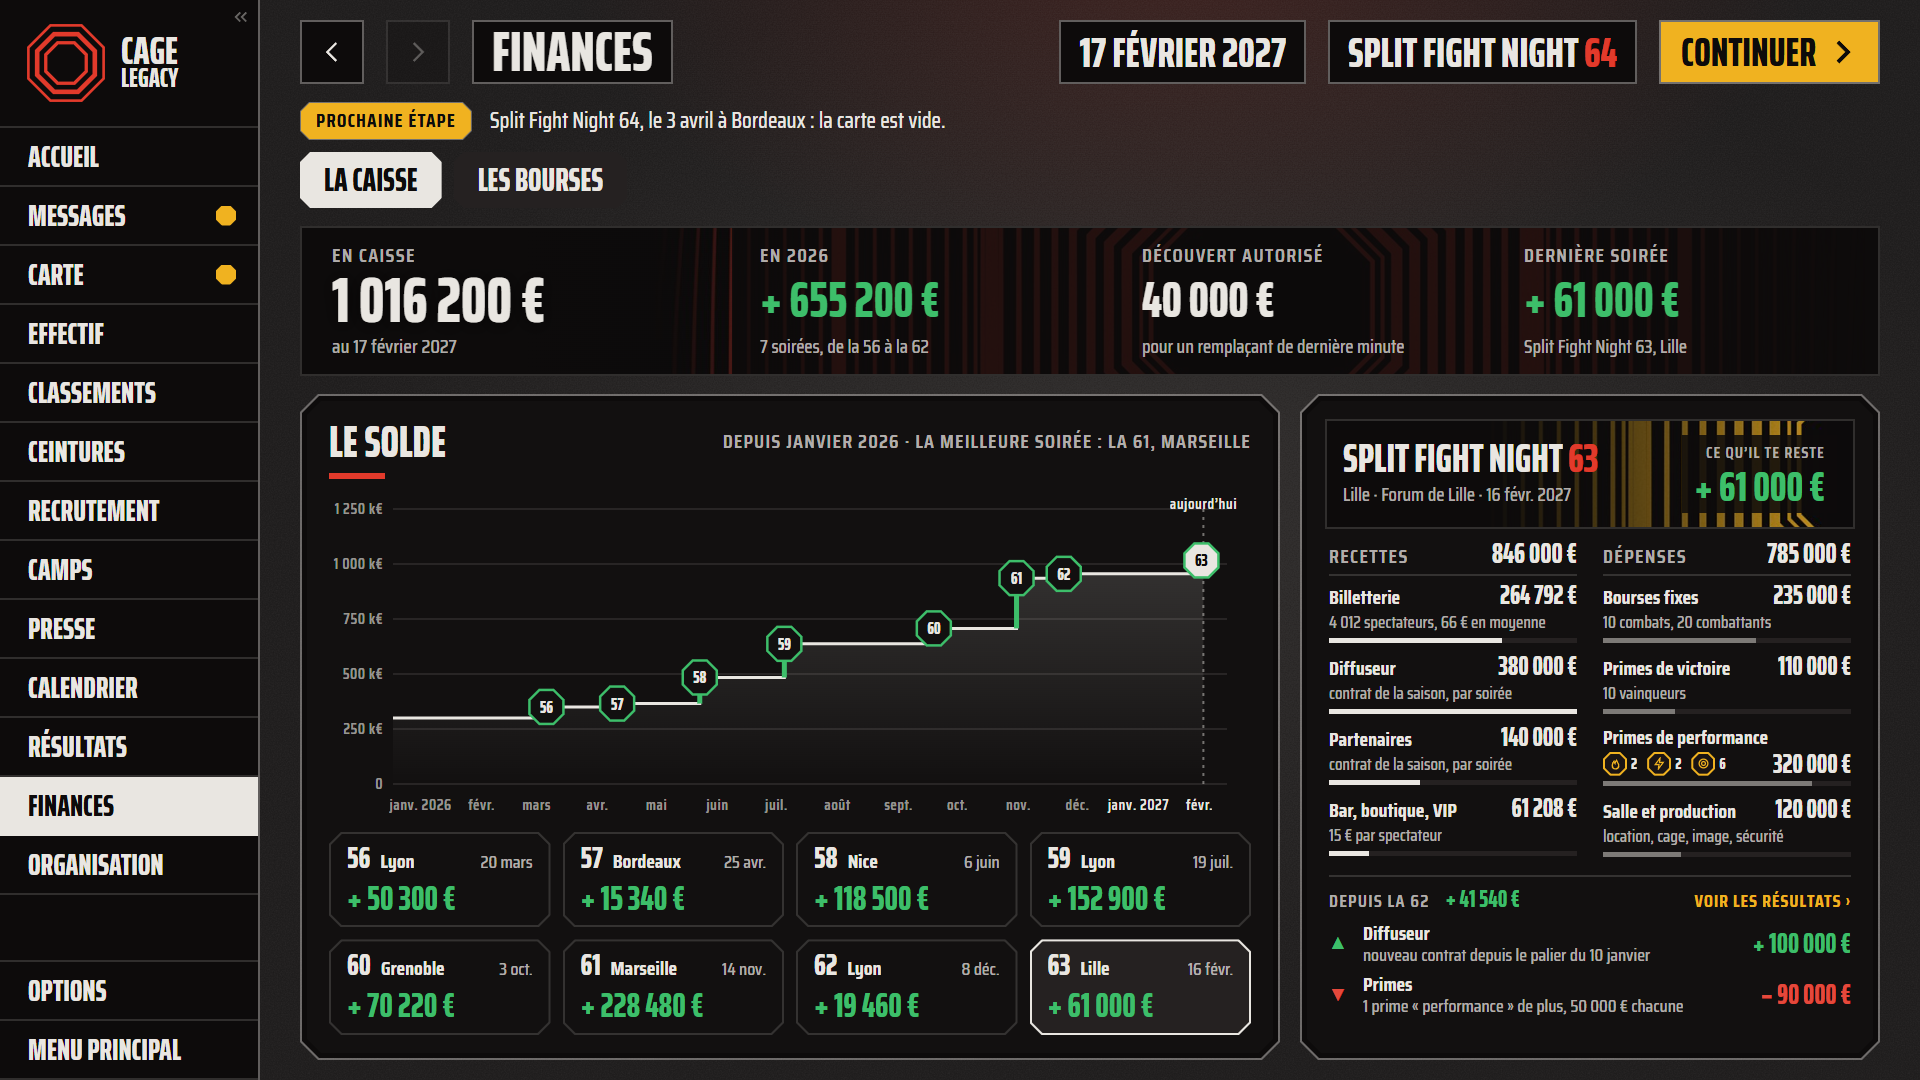 «
CAGE
LEGACY
ACCUEIL
MESSAGES
CARTE
EFFECTIF
CLASSEMENTS
CEINTURES
RECRUTEMENT
CAMPS
PRESSE
CALENDRIER
RÉSULTATS
FINANCES
ORGANISATION
OPTIONS
MENU PRINCIPAL
FINANCES
17 FÉVRIER 2027
SPLIT FIGHT NIGHT 64
CONTINUER
PROCHAINE ÉTAPE Split Fight Night 64, le 3 avril à Bordeaux : la carte est vide.
LA CAISSE LES BOURSES
EN CAISSE
1 016 200 €
au 17 février 2027
EN 2026
+ 655 200 €
7 soirées, de la 56 à la 62
DÉCOUVERT AUTORISÉ
40 000 €
pour un remplaçant de dernière minute
DERNIÈRE SOIRÉE
+ 61 000 €
Split Fight Night 63, Lille
LE SOLDE
DEPUIS JANVIER 2026 · LA MEILLEURE SOIRÉE : LA 61, MARSEILLE
aujourd'hui
1 250 k€
1 000 k€
750 k€
500 k€
250 k€
0
56
57
58
59
60
61
62
63
janv. 2026 févr. mars avr. mai juin juil. août sept. oct. nov. déc. janv. 2027 févr.
56 Lyon 20 mars
+ 50 300 €
57 Bordeaux 25 avr.
+ 15 340 €
58 Nice 6 juin
+ 118 500 €
59 Lyon 19 juil.
+ 152 900 €
60 Grenoble 3 oct.
+ 70 220 €
61 Marseille 14 nov.
+ 228 480 €
62 Lyon 8 déc.
+ 19 460 €
63 Lille 16 févr.
+ 61 000 €
SPLIT FIGHT NIGHT 63
Lille · Forum de Lille · 16 févr. 2027
CE QU'IL TE RESTE
+ 61 000 €
RECETTES 846 000 €
Billetterie 264 792 €
4 012 spectateurs, 66 € en moyenne
Diffuseur 380 000 €
contrat de la saison, par soirée
Partenaires 140 000 €
contrat de la saison, par soirée
Bar, boutique, VIP 61 208 €
15 € par spectateur
DÉPENSES 785 000 €
Bourses fixes 235 000 €
10 combats, 20 combattants
Primes de victoire 110 000 €
10 vainqueurs
Primes de performance
2 2 6 320 000 €
Salle et production 120 000 €
location, cage, image, sécurité
DEPUIS LA 62 + 41 540 €
VOIR LES RÉSULTATS ›
▲ Diffuseur
nouveau contrat depuis le palier du 10 janvier
+ 100 000 €
▼ Primes
1 prime « performance » de plus, 50 000 € chacune
− 90 000 €